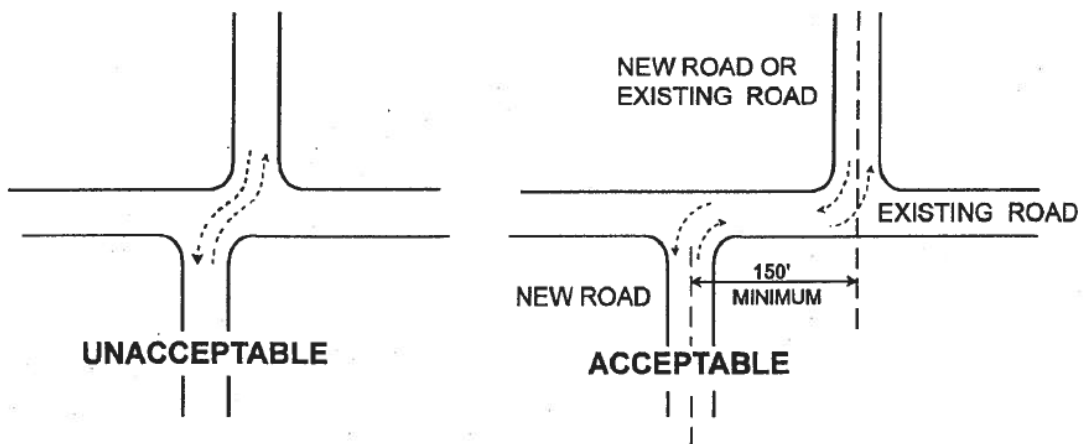 NEW ROAD OR
EXISTING ROAD
EXISTING ROAD
150'
MINIMUM
NEW ROAD
UNACCEPTABLE
ACCEPTABLE